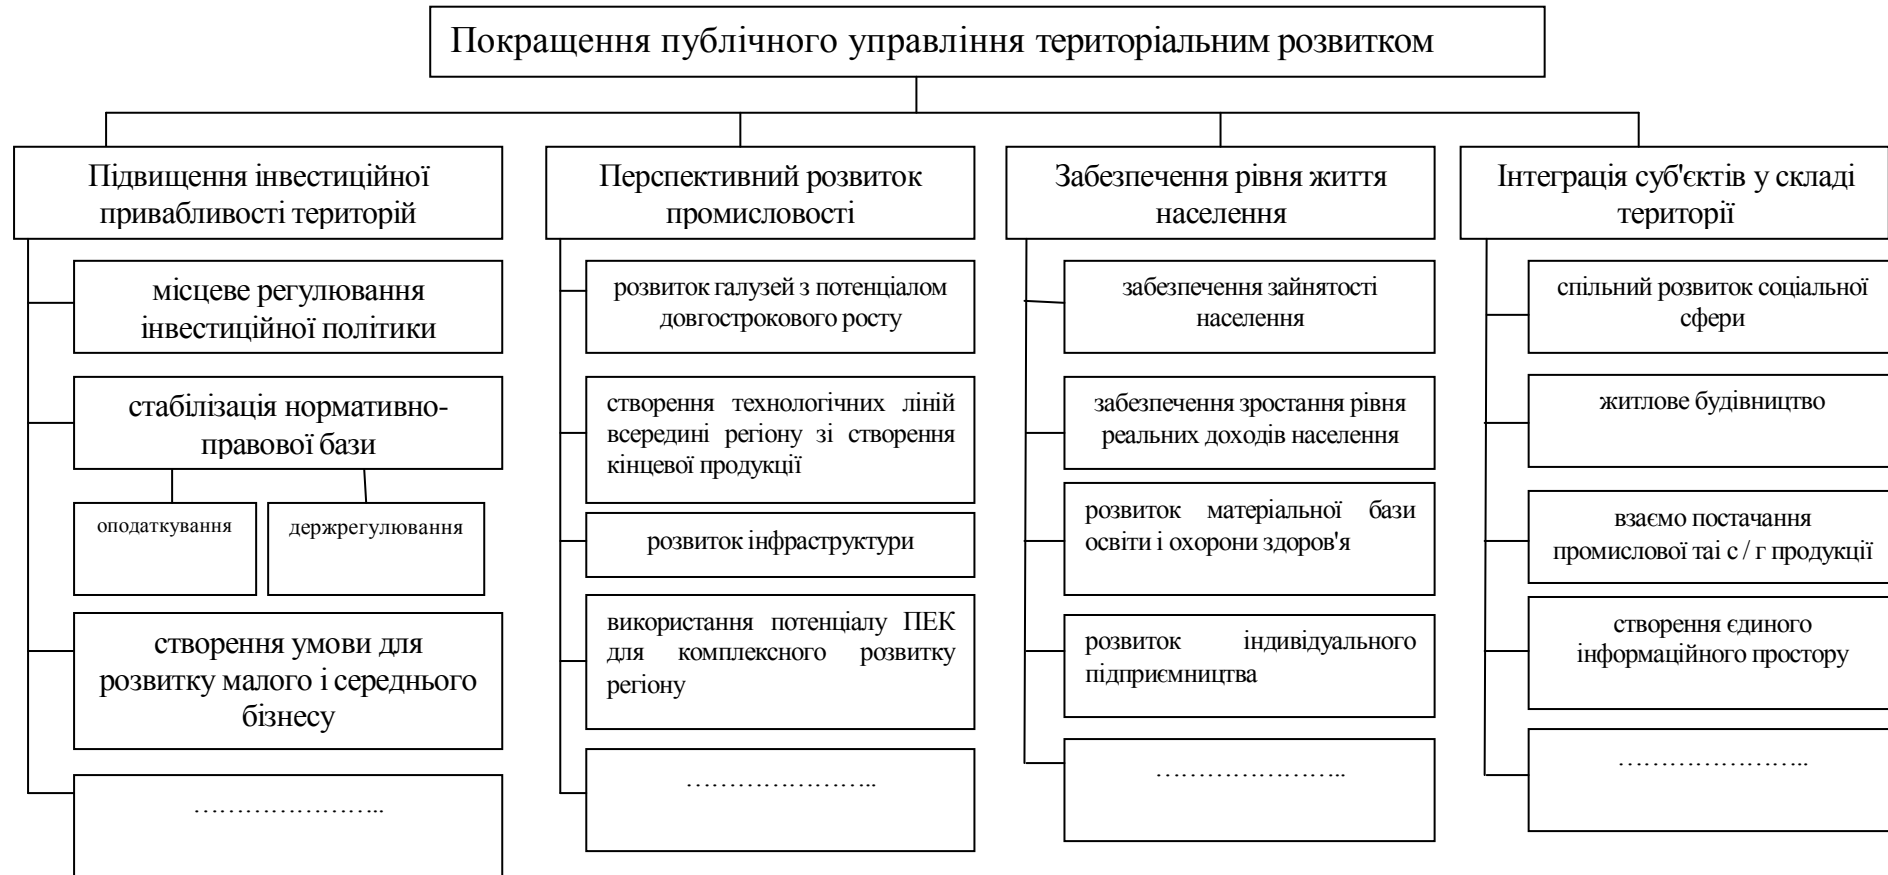 Покращення публічного управління територіальним розвитком
Підвищення інвестиційної
привабливості територій
місцеве регулювання
інвестиційної політики
стабілізація нормативно-
правової бази
оподаткування
держрегулювання
створення умови для
розвитку малого і середнього
бізнесу
…………………..
Перспективний розвиток
промисловості
розвиток галузей з потенціалом
довгострокового росту
створення технологічних ліній
всередині регіону зі створення
кінцевої продукції
розвиток інфраструктури
використання потенціалу ПЕК
для комплексного розвитку
регіону
…………………..
Забезпечення рівня життя
населення
забезпечення зайнятості
населення
забезпечення зростання рівня
реальних доходів населення
розвиток матеріальної бази
освіти і охорони здоров'я
розвиток індивідуального
підприємництва
…………………..
Інтеграція суб'єктів у складі
території
спільний розвиток соціальної
сфери
житлове будівництво
взаємо постачання
промислової таі с / г продукції
створення єдиного
інформаційного простору
…………………..